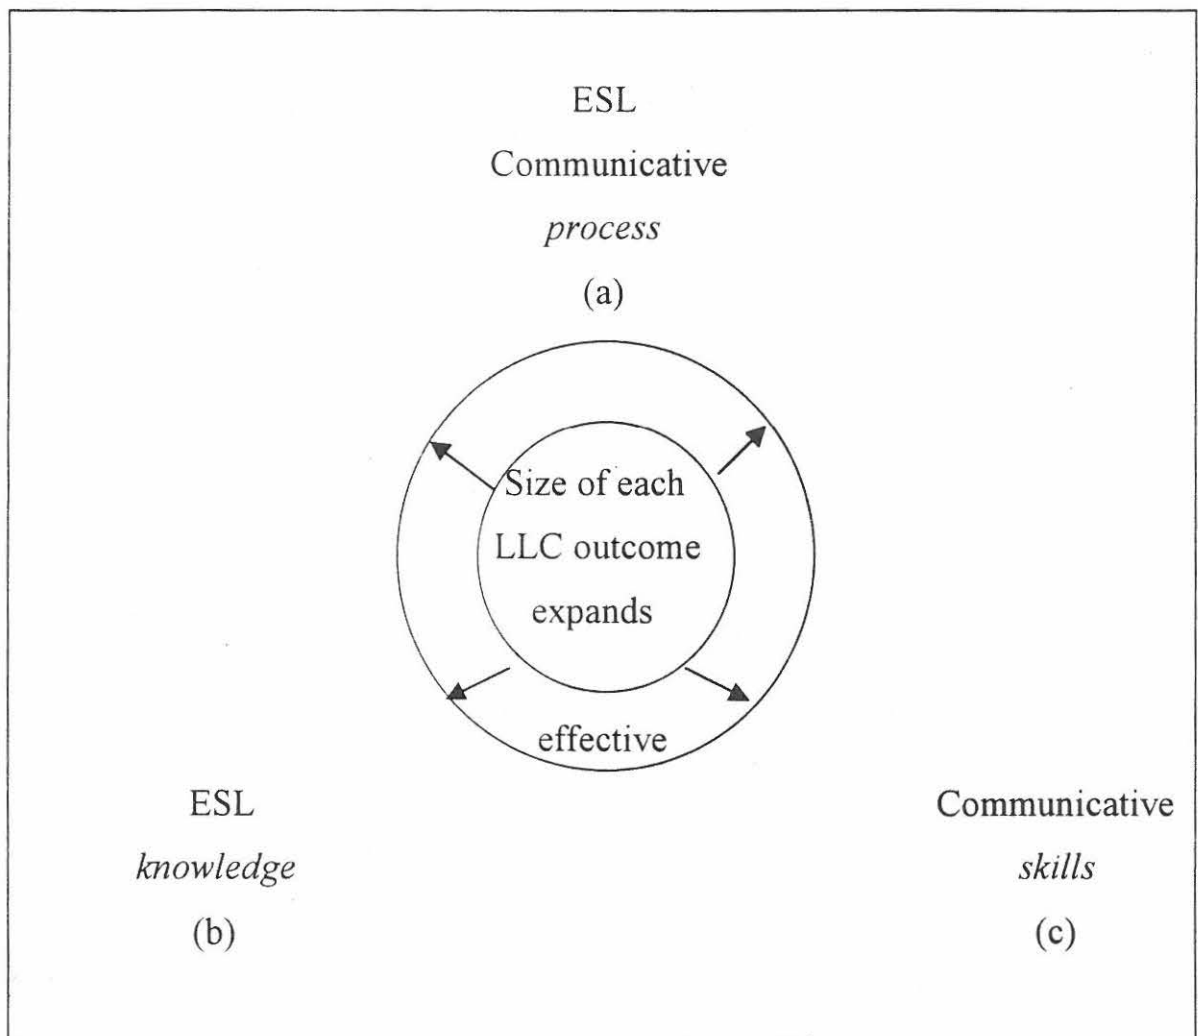 ESL
Communicative
process
(a)
Size of each
LLC outcome
expands
effective
ESL
knowledge
(b)
Communicative
skills
(c)